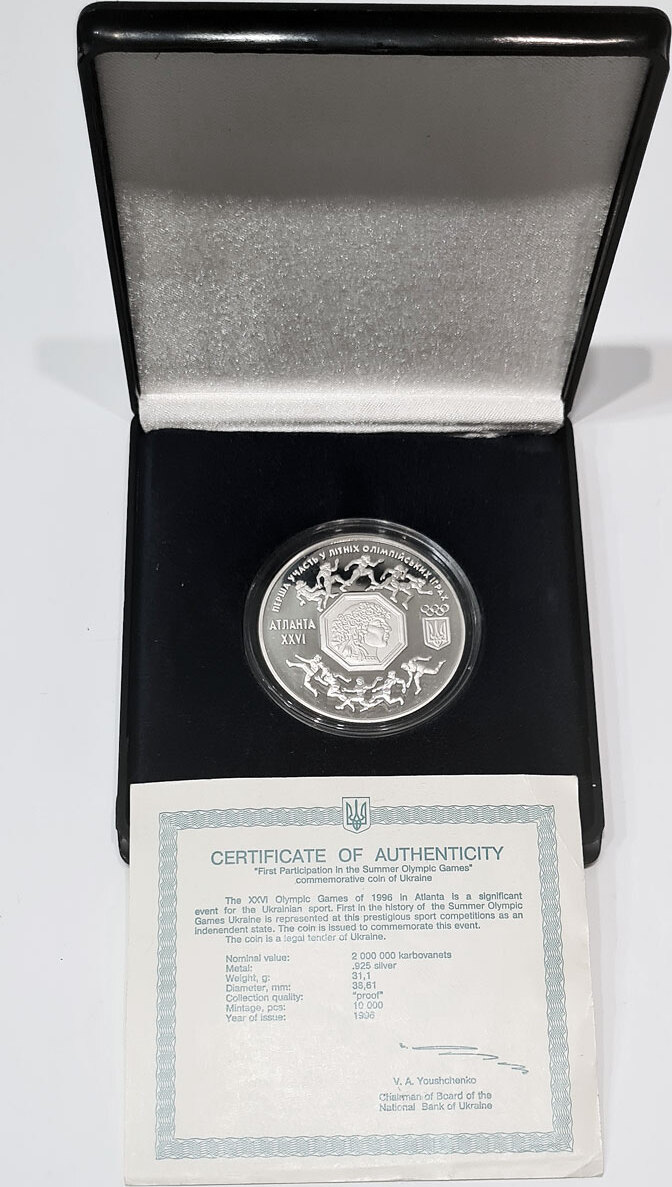 ПЕРША УЧАСТЬ У ЛІТНІХ ОЛІМПІЙСЬКИХ ІГРАХ
АТЛАНТА
XXVI
CERTIFICATE OF AUTHENTICITY
"First Participation in the Summer Olympic Games"
commemorative coin of Ukraine
The XXVI Olympic Games of 1996 in Atlanta is a significant
event for the Ukrainian sport. First in the history of the Summer Olympic
Games Ukraine is represented at this prestigious sport competitions as an
indenendent state. The coin is issued to commemorate this event.
The coin is a legal tender of Ukraine.
Nominal value: 2 000 000 karbovanets
Metal: .925 silver
Weight, g: 31,1
Diameter, mm: 38,61
Collection quality: "proof"
Mintage, pcs: 10 000
Year of issue: 1996
V. A. Youshchenko
Chairman of Board of the
National Bank of Ukraine